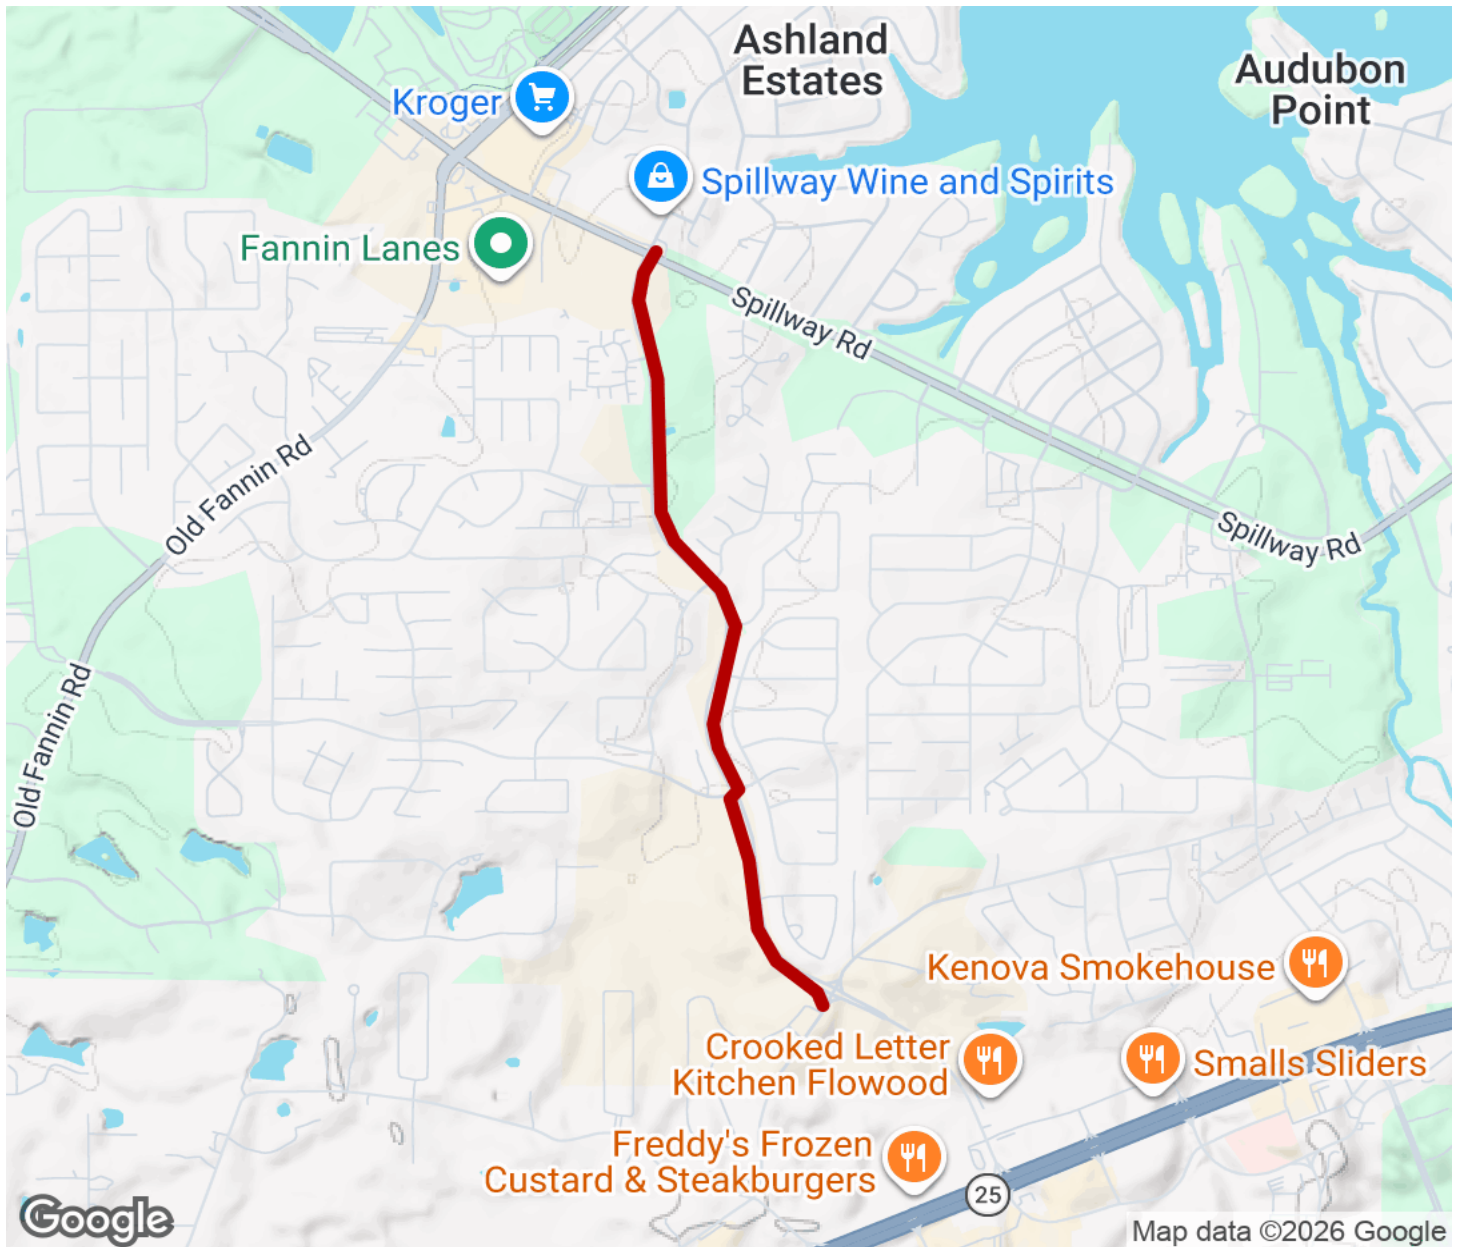 Ashland
Estates
Audubon
Point
Kroger
Spillway Wine and Spirits
Fannin Lanes
Spillway Rd
Old Fannin Rd
Spillway Rd
Old Fannin Rd
Kenova Smokehouse
Crooked Letter
Kitchen Flowood
Smalls Sliders
Freddy's Frozen
Custard & Steakburgers
25
Google
Map data ©2026 Google